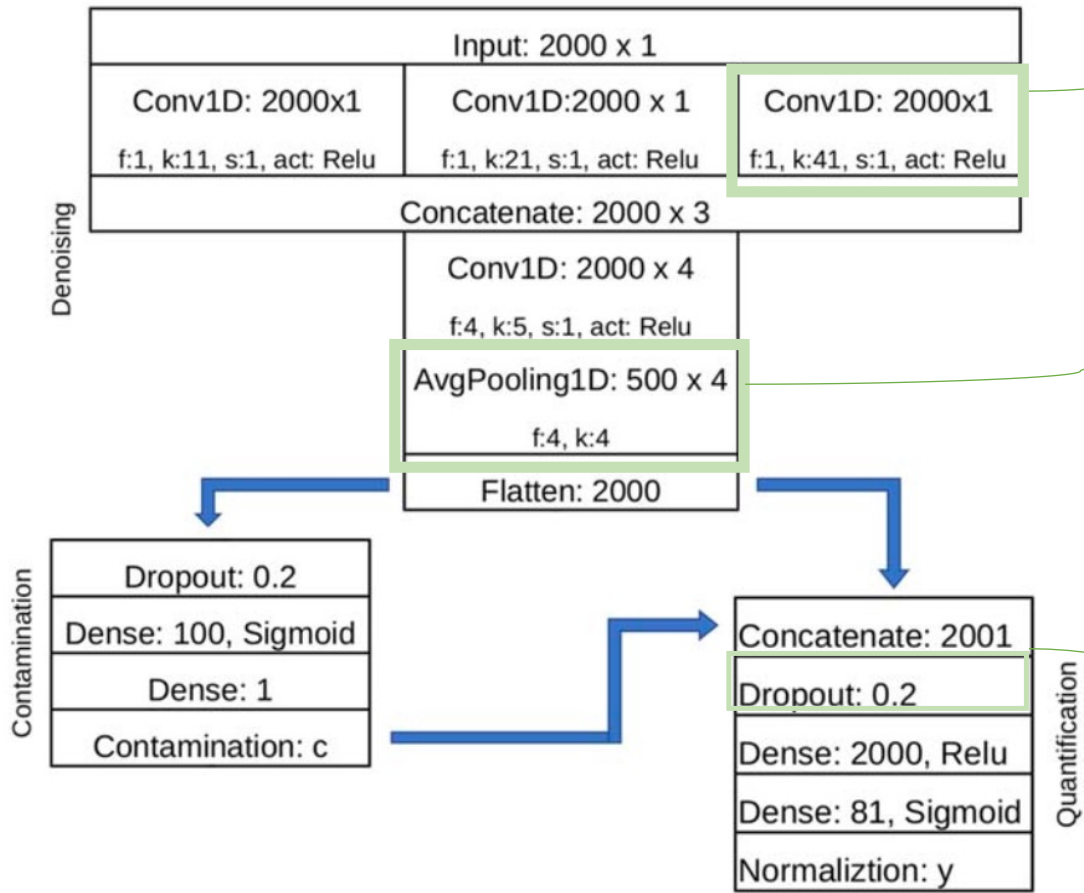 Input: 2000 x 1
Conv1D: 2000x1
f:1, k:11, s:1, act: Relu
Conv1D:2000 x 1
f:1, k:21, s:1, act: Relu
Conv1D: 2000x1
f:1, k:41, s:1, act: Relu
Concatenate: 2000 x 3
Denoising
Conv1D: 2000 x 4
f:4, k:5, s:1, act: Relu
AvgPooling1D: 500 x 4
f:4, k:4
Flatten: 2000
Contamination
Dropout: 0.2
Dense: 100, Sigmoid
Dense: 1
Contamination: c
Concatenate: 2001
Dropout: 0.2
Dense: 2000, Relu
Dense: 81, Sigmoid
Normaliztion: y
Quantification